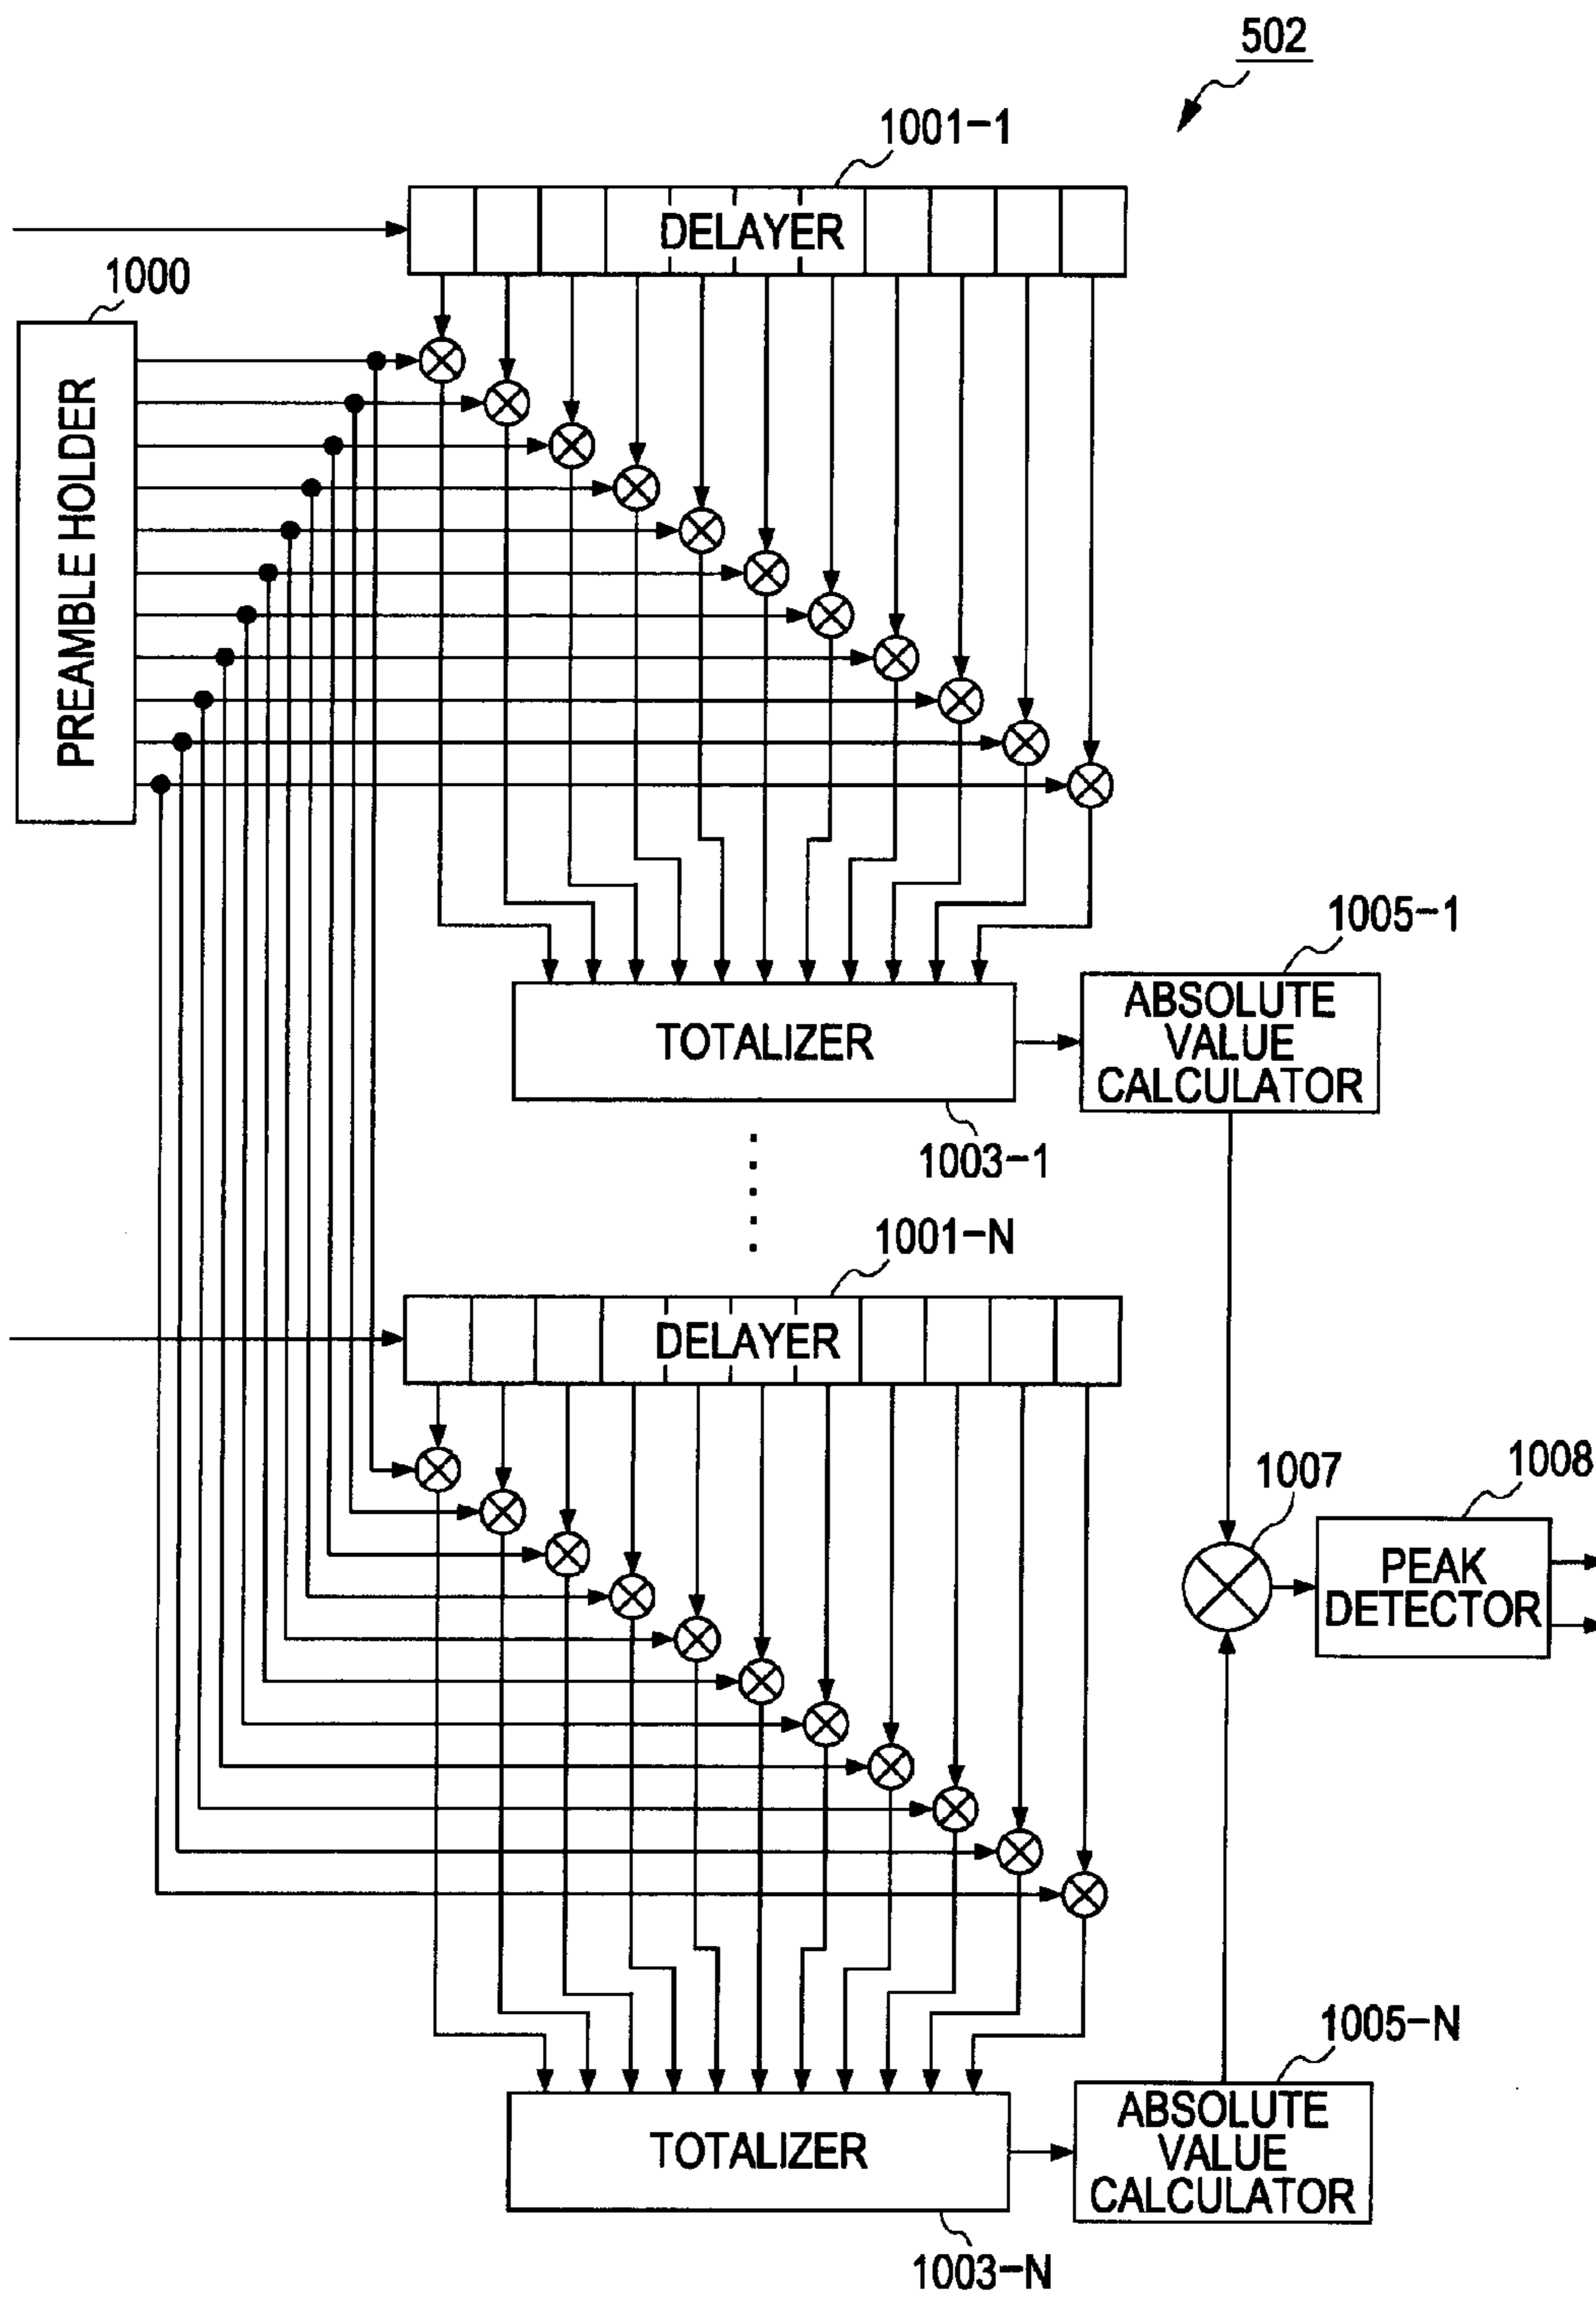 502
1001-1
DELAYER
1000
PREAMBLE HOLDER
1005-1
ABSOLUTE
VALUE
CALCULATOR
TOTALIZER
1003-1
1001-N
DELAYER
1007
1008
PEAK
DETECTOR
1005-N
ABSOLUTE
VALUE
CALCULATOR
TOTALIZER
1003-N